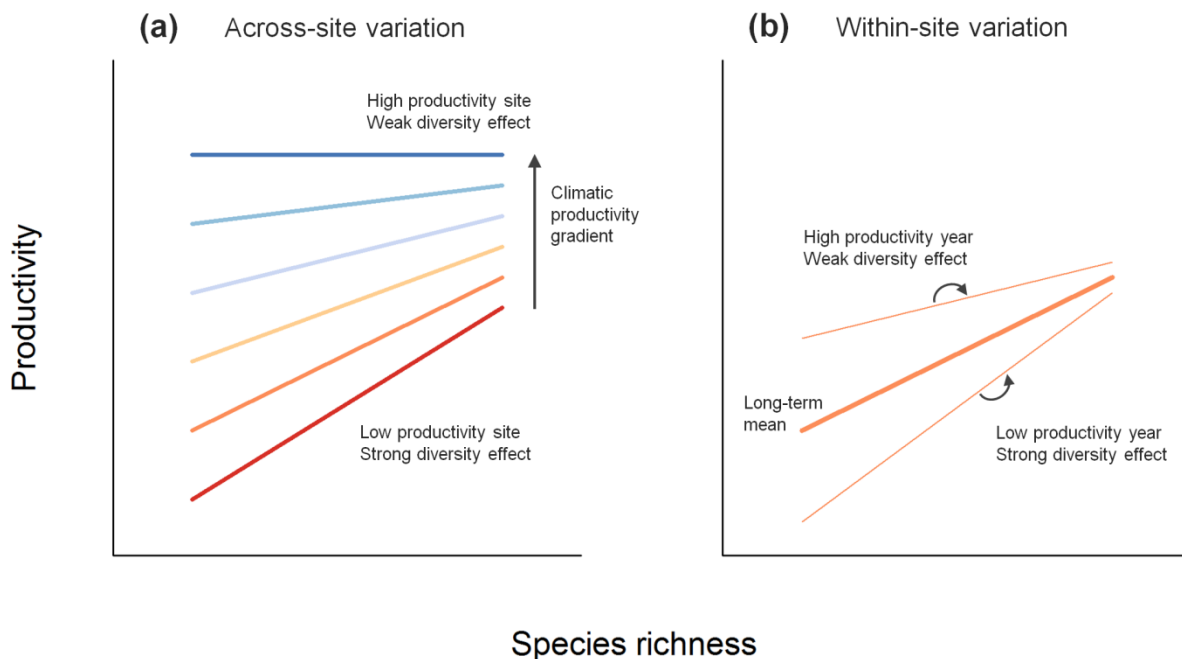 (a) Across-site variation
High productivity site
Weak diversity effect
Climatic
productivity
gradient
Low productivity site
Strong diversity effect
(b) Within-site variation
High productivity year
Weak diversity effect
Long-term
mean
Low productivity year
Strong diversity effect
Productivity
Species richness